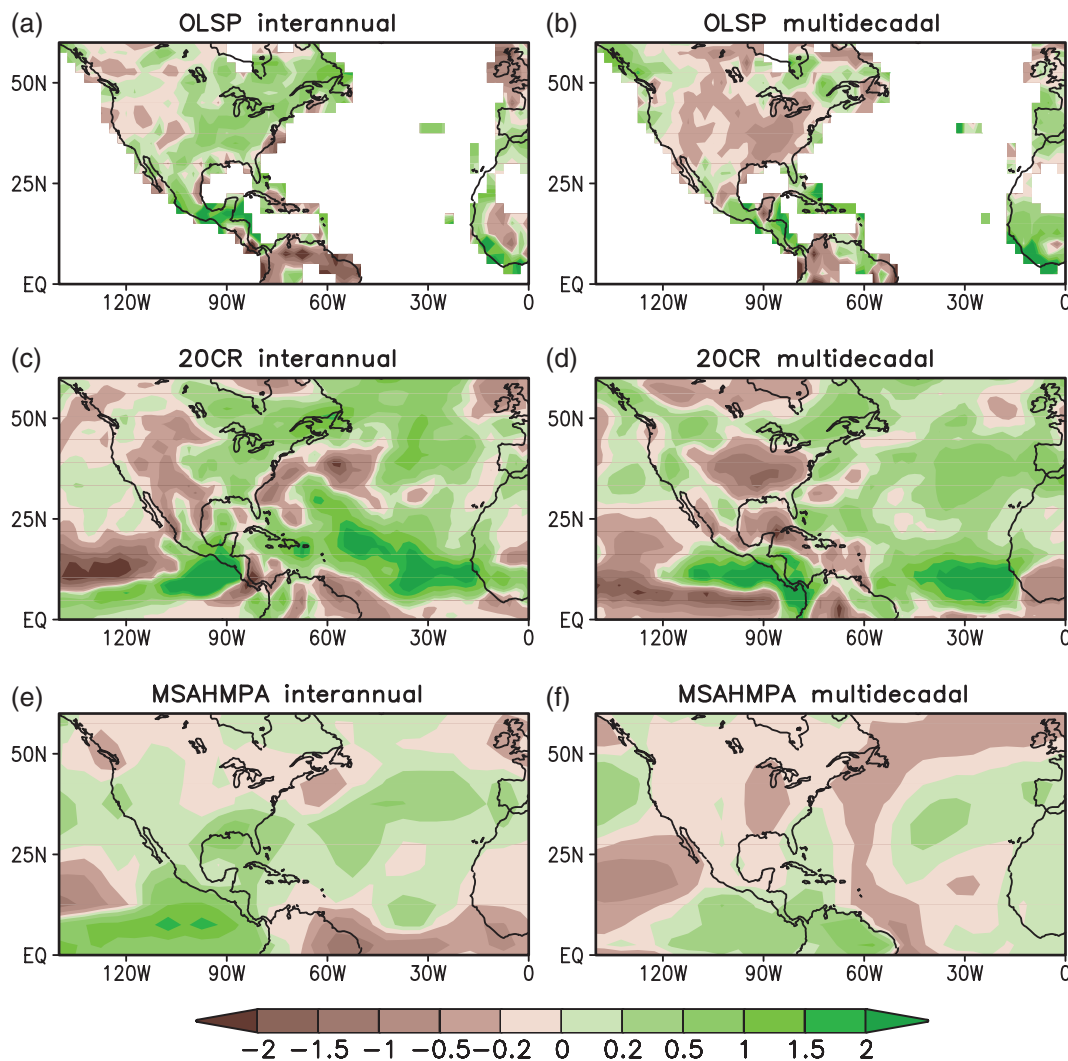 (a) OLSP interannual
(b) OLSP multidecadal
50N
25N
EQ
120W 90W 60W 30W 0
50N
25N
EQ
120W 90W 60W 30W 0
(c) 20CR interannual
(d) 20CR multidecadal
50N
25N
EQ
120W 90W 60W 30W 0
50N
25N
EQ
120W 90W 60W 30W 0
(e) MSAHMPA interannual
(f) MSAHMPA multidecadal
50N
25N
EQ
120W 90W 60W 30W 0
50N
25N
EQ
120W 90W 60W 30W 0
−2 −1.5 −1 −0.5 −0.2 0 0.2 0.5 1 1.5 2